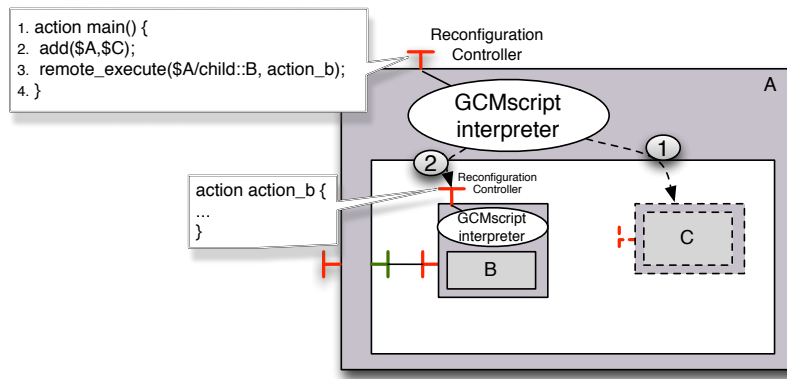 1. action main() {
2. add($A,$C);
3. remote_execute($A/child::B, action_b);
4. }
Reconfiguration
Controller
A
GCMscript
interpreter
1
2
Reconfiguration
Controller
action action_b {
...
}
GCMscript
interpreter
B
C